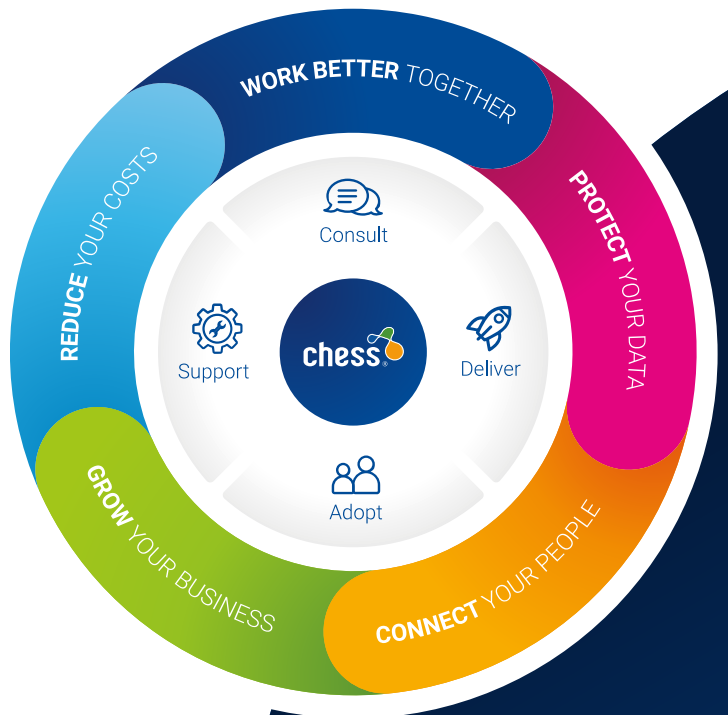 WORK BETTER TOGETHER
PROTECT YOUR DATA
CONNECT YOUR PEOPLE
GROW YOUR BUSINESS
REDUCE YOUR COSTS
Consult
Deliver
Adopt
Support
chess®